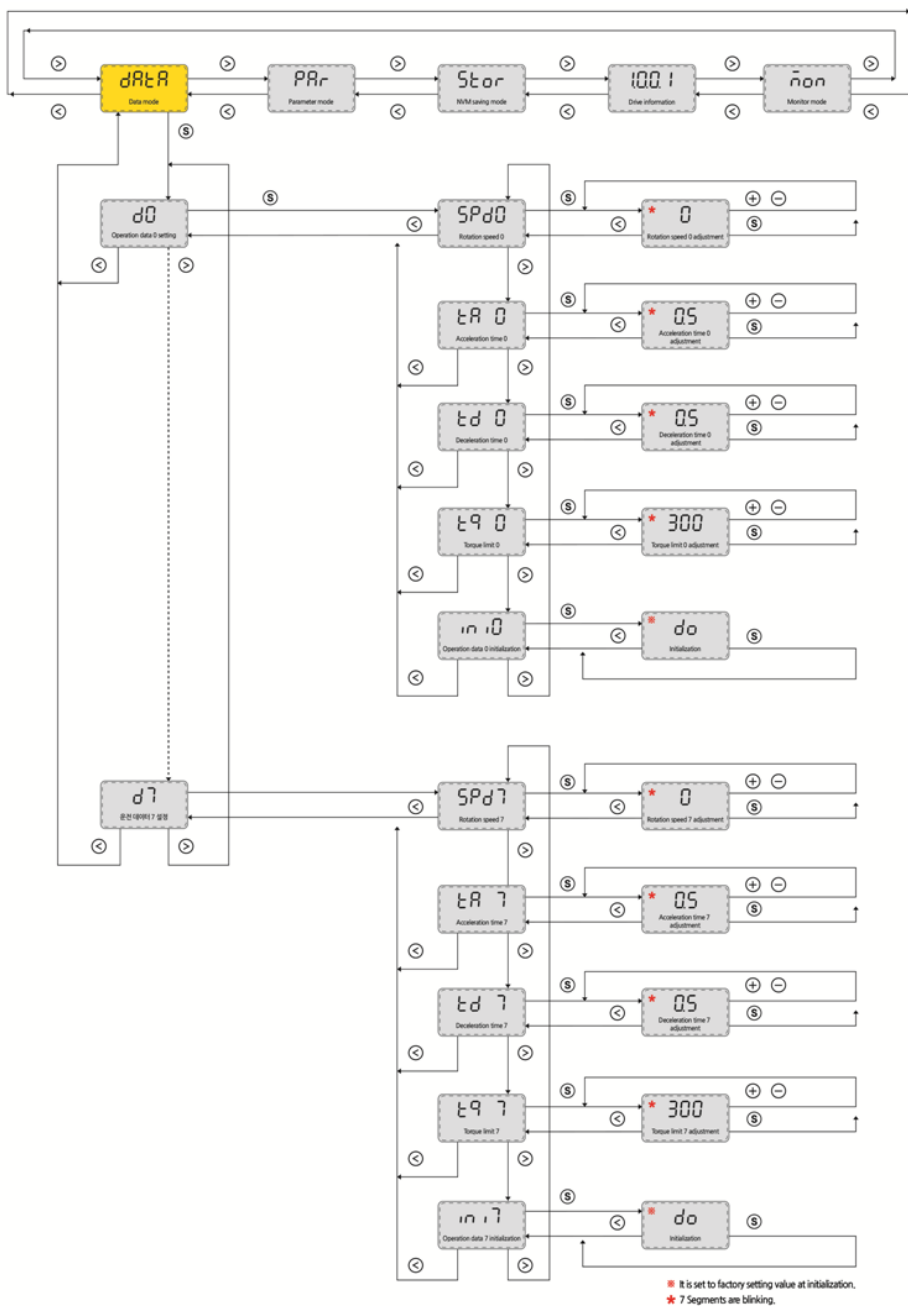 > > > > > >
dAtA PAr Stor 1.0.0.1 n̄on
Data mode Parameter mode NVM saving mode Drive information Monitor mode
< < < < < <
S
d0 S SPd0 S * 0 + −
Operation data 0 setting < Rotation speed 0 < Rotation speed 0 adjustment S
< > >
tA 0 S * 0.5 + −
Acceleration time 0 < Acceleration time 0 S
adjustment
< >
td 0 S * 0.5 + −
Deceleration time 0 < Deceleration time 0 S
adjustment
< >
tq 0 S * 300 + −
Torque limit 0 < Torque limit 0 adjustment S
< >
ini0 S ※ do
Operation data 0 initialization < Initialization S
< >
d7 SPd7 S * 0 + −
운전 데이터 7 설정 < Rotation speed 7 < Rotation speed 7 adjustment S
< > >
tA 7 S * 0.5 + −
Acceleration time 7 < Acceleration time 7 S
adjustment
< >
td 7 S * 0.5 + −
Deceleration time 7 < Deceleration time 7 S
adjustment
< >
tq 7 S * 300 + −
Torque limit 7 < Torque limit 7 adjustment S
< >
ini7 S ※ do
Operation data 7 initialization < Initialization S
< >
※ It is set to factory setting value at initialization.
* 7 Segments are blinking.